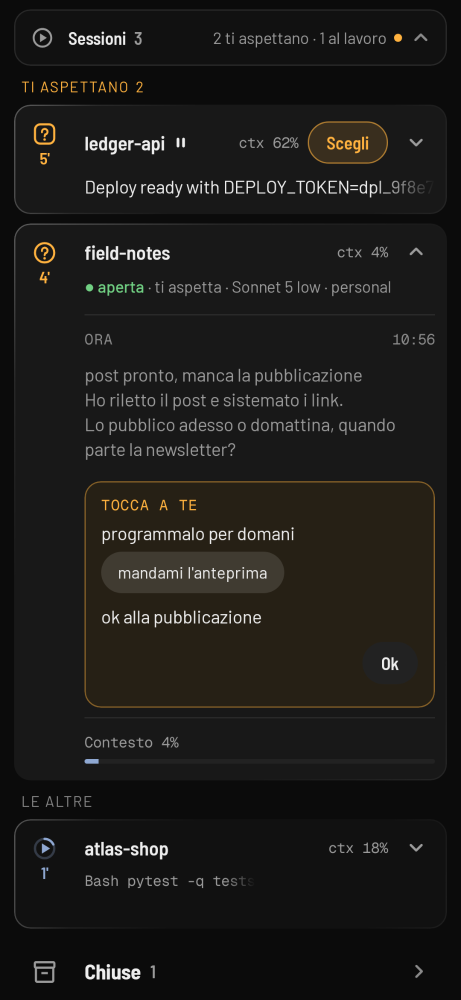 Sessioni 3
2 ti aspettano · 1 al lavoro
TI ASPETTANO 2
ledger-api
ctx 62%
Scegli
5'
Deploy ready with DEPLOY_TOKEN=dpl_9f8e7
field-notes
ctx 4%
4'
aperta · ti aspetta · Sonnet 5 low · personal
ORA
10:56
post pronto, manca la pubblicazione
Ho riletto il post e sistemato i link.
Lo pubblico adesso o domattina, quando
parte la newsletter?
TOCCA A TE
programmalo per domani
mandami l'anteprima
ok alla pubblicazione
Ok
Contesto 4%
LE ALTRE
atlas-shop
ctx 18%
1'
Bash pytest -q tests
Chiuse 1